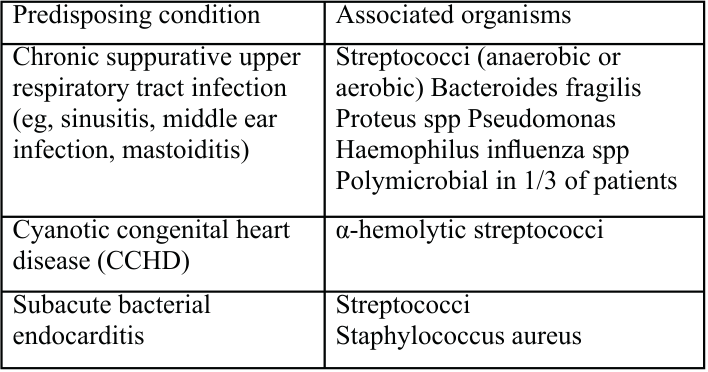 Predisposing condition
Associated organisms
Chronic suppurative upper
respiratory tract infection
(eg, sinusitis, middle ear
infection, mastoiditis)
Streptococci (anaerobic or
aerobic) Bacteroides fragilis
Proteus spp Pseudomonas
Haemophilus influenza spp
Polymicrobial in 1/3 of patients
Cyanotic congenital heart
disease (CCHD)
α-hemolytic streptococci
Subacute bacterial
endocarditis
Streptococci
Staphylococcus aureus